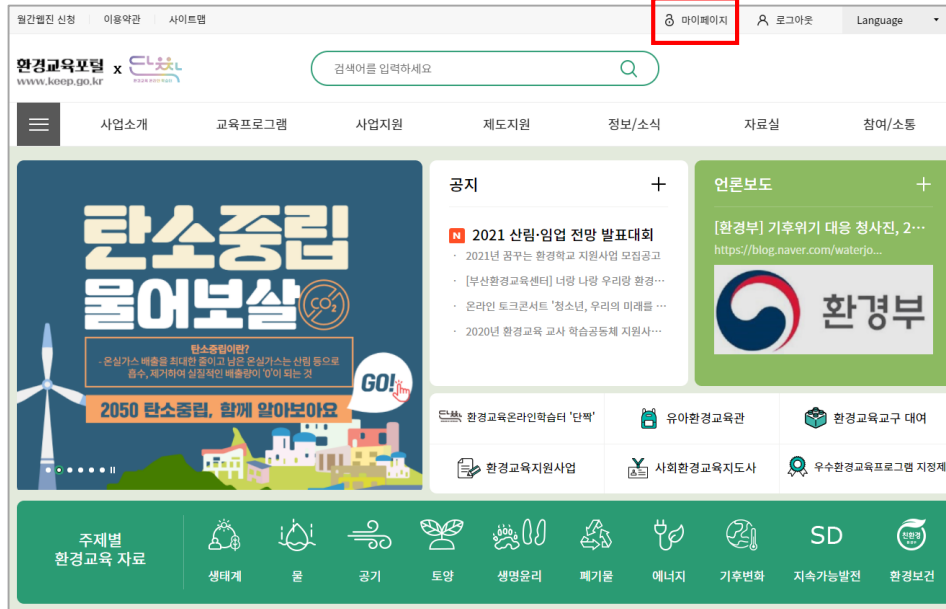 월간웹진 신청 이용약관 사이트맵 마이페이지 로그아웃 Language
환경교육포털 x
www.keep.go.kr
검색어를 입력하세요
사업소개 교육프로그램 사업지원 제도지원 정보/소식 자료실 참여/소통
탄소중립
물어보살
CO2
탄소중립이란?
- 온실가스 배출을 최대한 줄이고 남은 온실가스는 산림 등으로
흡수, 제거하여 실질적인 배출량이 '0'이 되는 것
GO!
2050 탄소중립, 함께 알아보아요
공지
N 2021 산림·임업 전망 발표대회
· 2021년 꿈꾸는 환경학교 지원사업 모집공고
· [부산환경교육센터] 너랑 나랑 우리랑 환경···
· 온라인 토크콘서트 '청소년, 우리의 미래를 ···
· 2020년 환경교육 교사 학습공동체 지원사···
언론보도
[환경부] 기후위기 대응 청사진, 2···
https://blog.naver.com/waterjo...
환경부
환경교육온라인학습터 '단짝' 유아환경교육관 환경교육교구 대여
환경교육지원사업 사회환경교육지도사 우수환경교육프로그램 지정제
주제별
환경교육 자료
SD 친환경
생태계 물 공기 토양 생명윤리 폐기물 에너지 기후변화 지속가능발전 환경보건